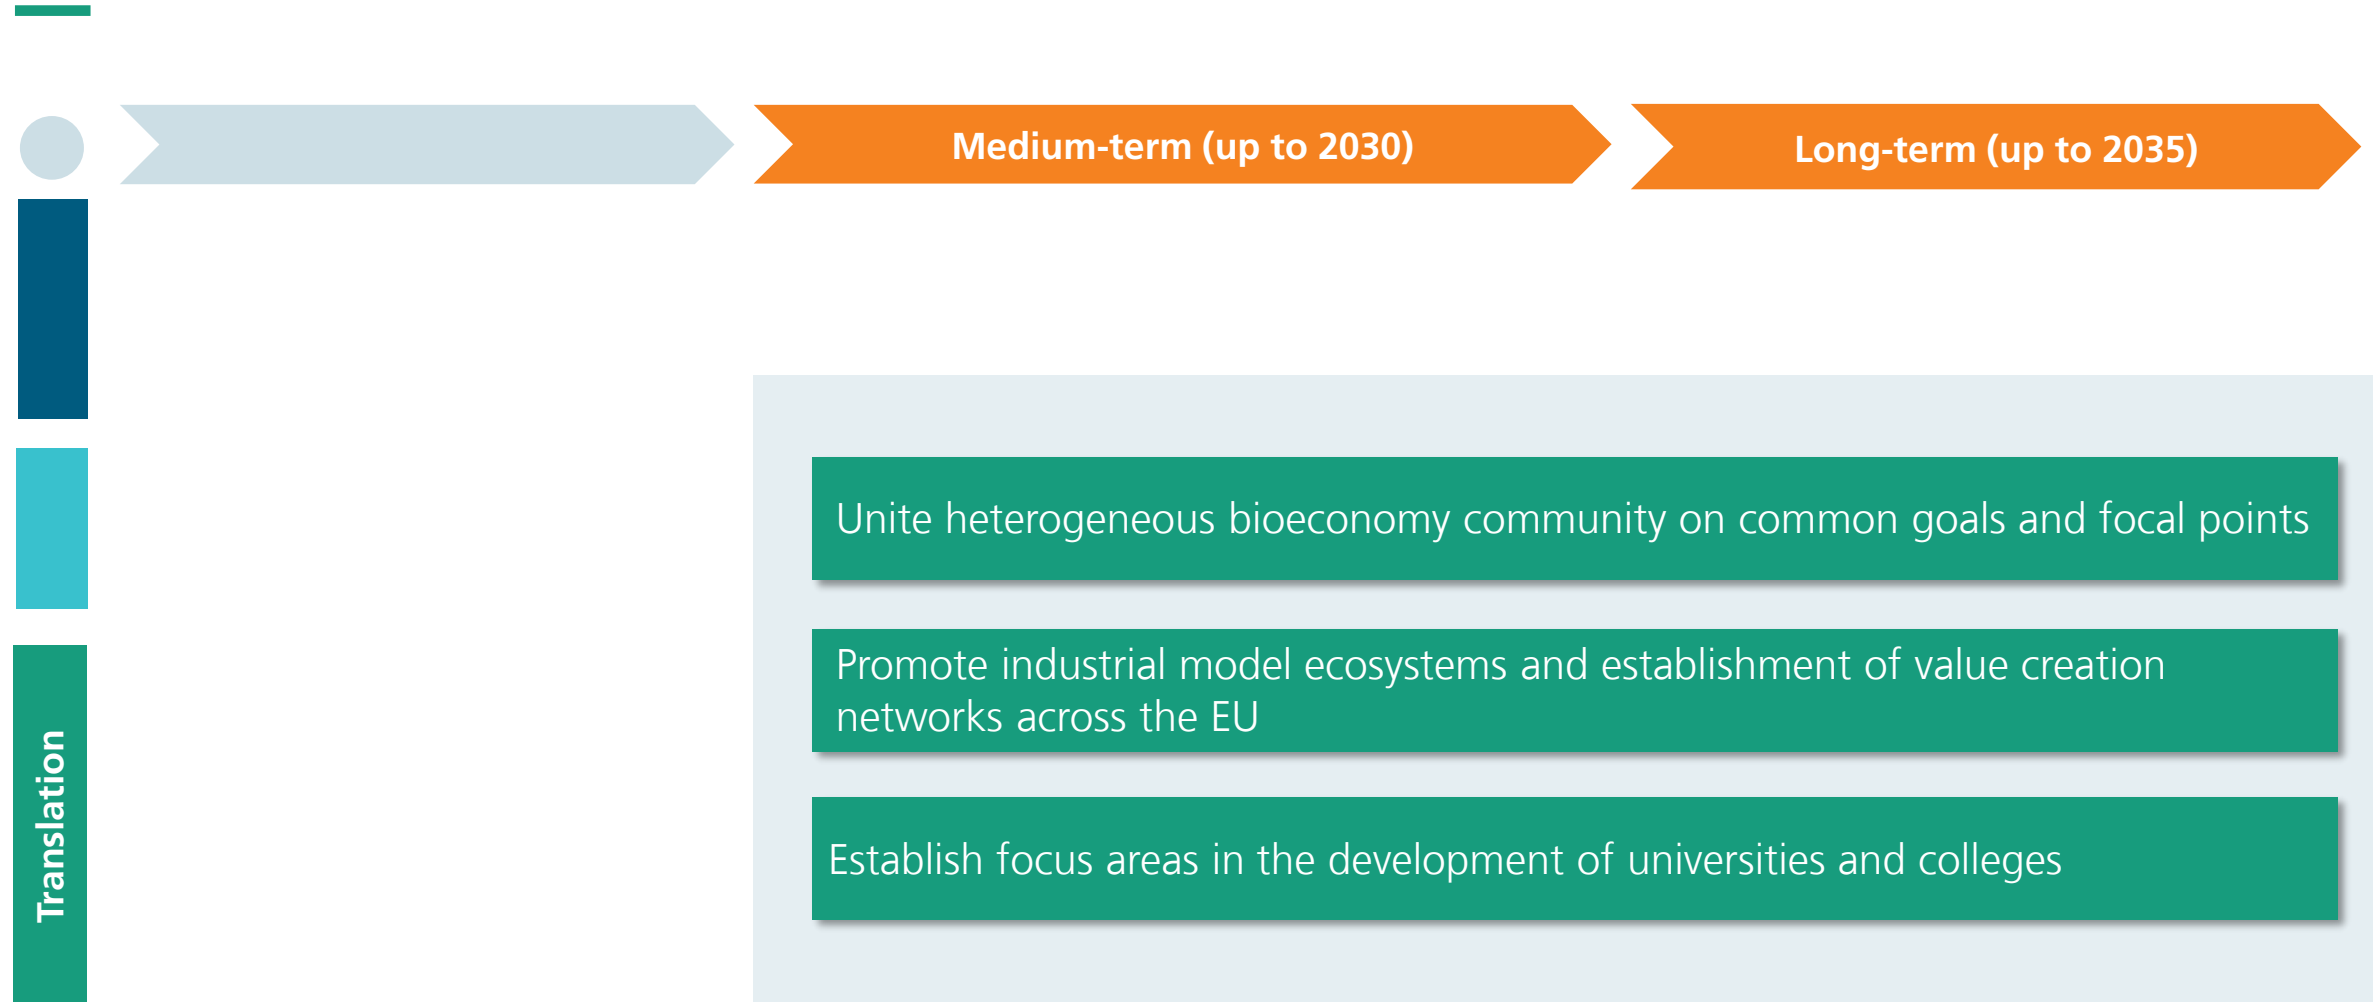 Medium-term (up to 2030)
Long-term (up to 2035)
Unite heterogeneous bioeconomy community on common goals and focal points
Promote industrial model ecosystems and establishment of value creation
networks across the EU
Establish focus areas in the development of universities and colleges
Translation